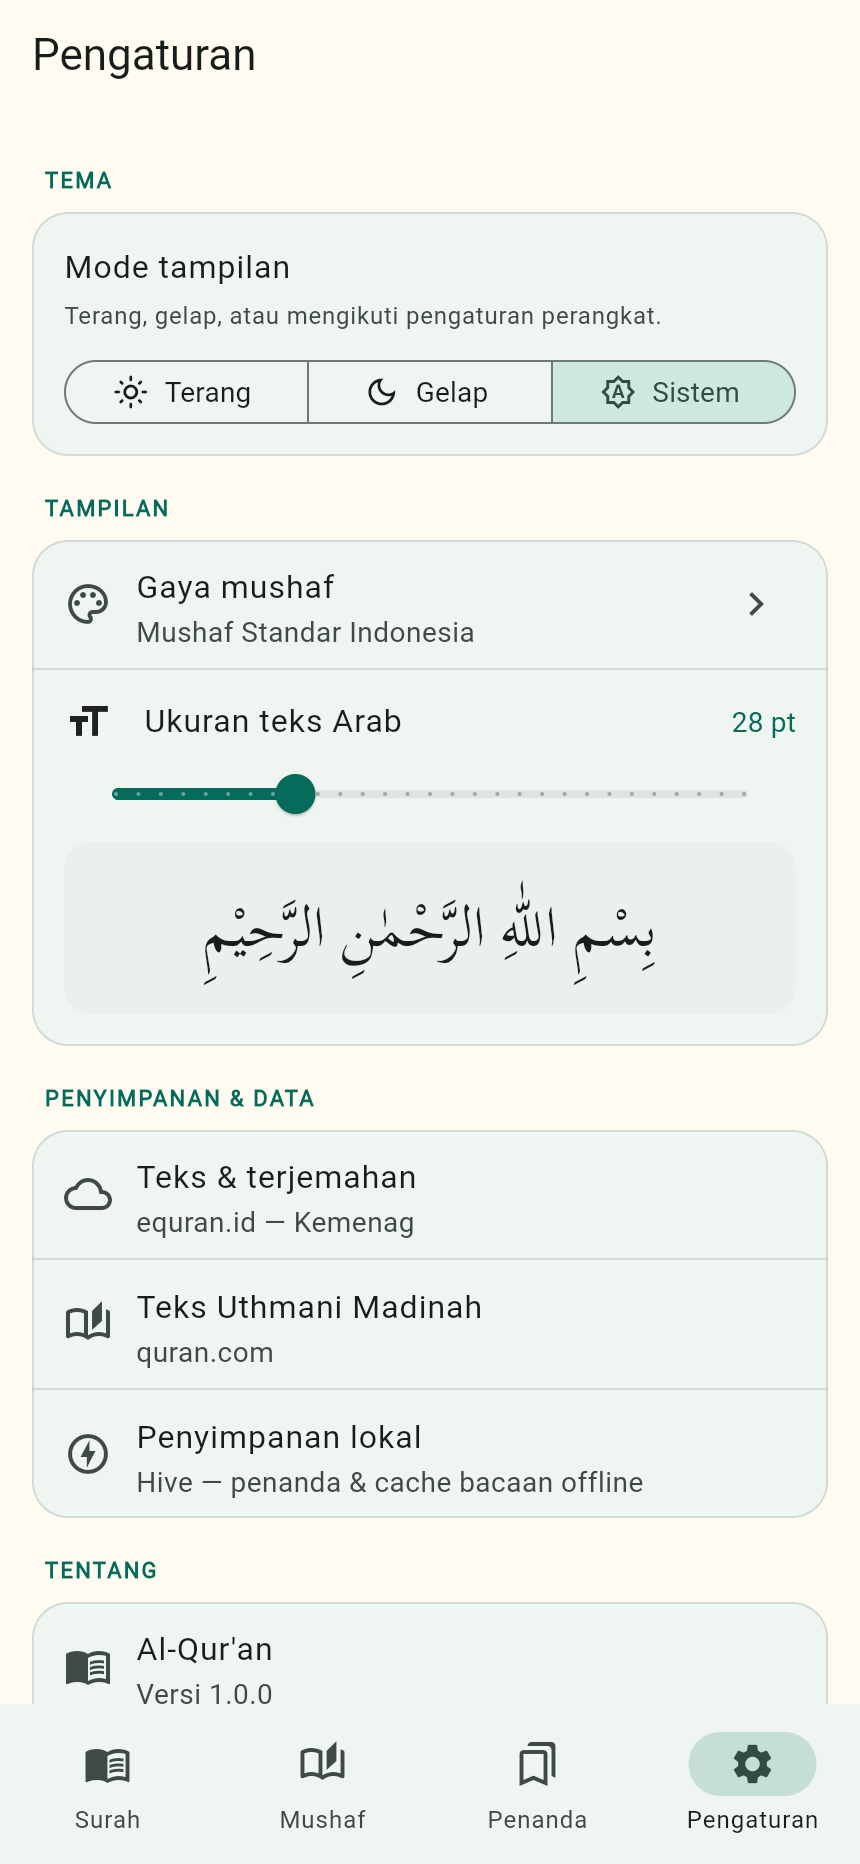 Pengaturan
TEMA
Mode tampilan
Terang, gelap, atau mengikuti pengaturan perangkat.
Terang
Gelap
Sistem
TAMPILAN
Gaya mushaf
Mushaf Standar Indonesia
Ukuran teks Arab
28 pt
بِسْمِ اللّٰهِ الرَّحْمٰنِ الرَّحِيْمِ
PENYIMPANAN & DATA
Teks & terjemahan
equran.id — Kemenag
Teks Uthmani Madinah
quran.com
Penyimpanan lokal
Hive — penanda & cache bacaan offline
TENTANG
Al-Qur'an
Versi 1.0.0
Surah
Mushaf
Penanda
Pengaturan